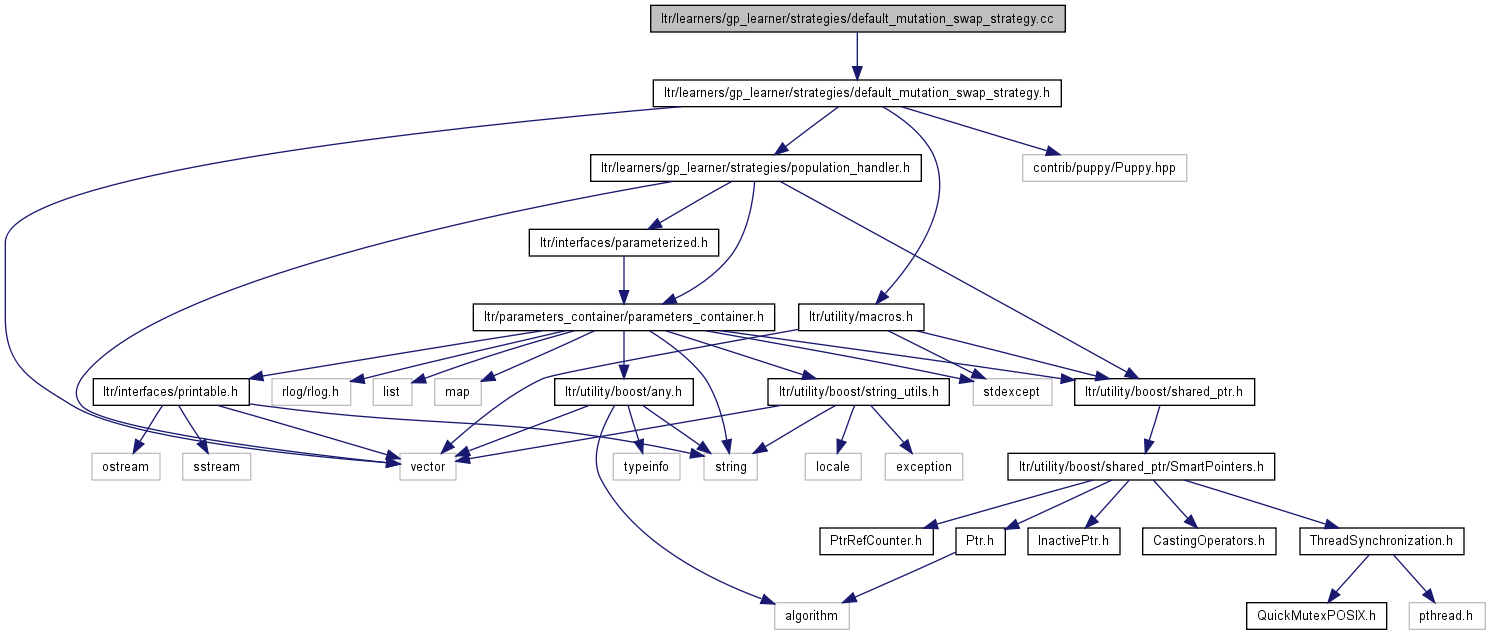 ltr/learners/gp_learner/strategies/default_mutation_swap_strategy.cc
ltr/learners/gp_learner/strategies/default_mutation_swap_strategy.h
ltr/learners/gp_learner/strategies/population_handler.h
contrib/puppy/Puppy.hpp
ltr/interfaces/parameterized.h
ltr/parameters_container/parameters_container.h
ltr/utility/macros.h
ltr/interfaces/printable.h
rlog/rlog.h
list
map
ltr/utility/boost/any.h
ltr/utility/boost/string_utils.h
stdexcept
ltr/utility/boost/shared_ptr.h
ostream
sstream
vector
typeinfo
string
locale
exception
ltr/utility/boost/shared_ptr/SmartPointers.h
PtrRefCounter.h
Ptr.h
InactivePtr.h
CastingOperators.h
ThreadSynchronization.h
algorithm
QuickMutexPOSIX.h
pthread.h